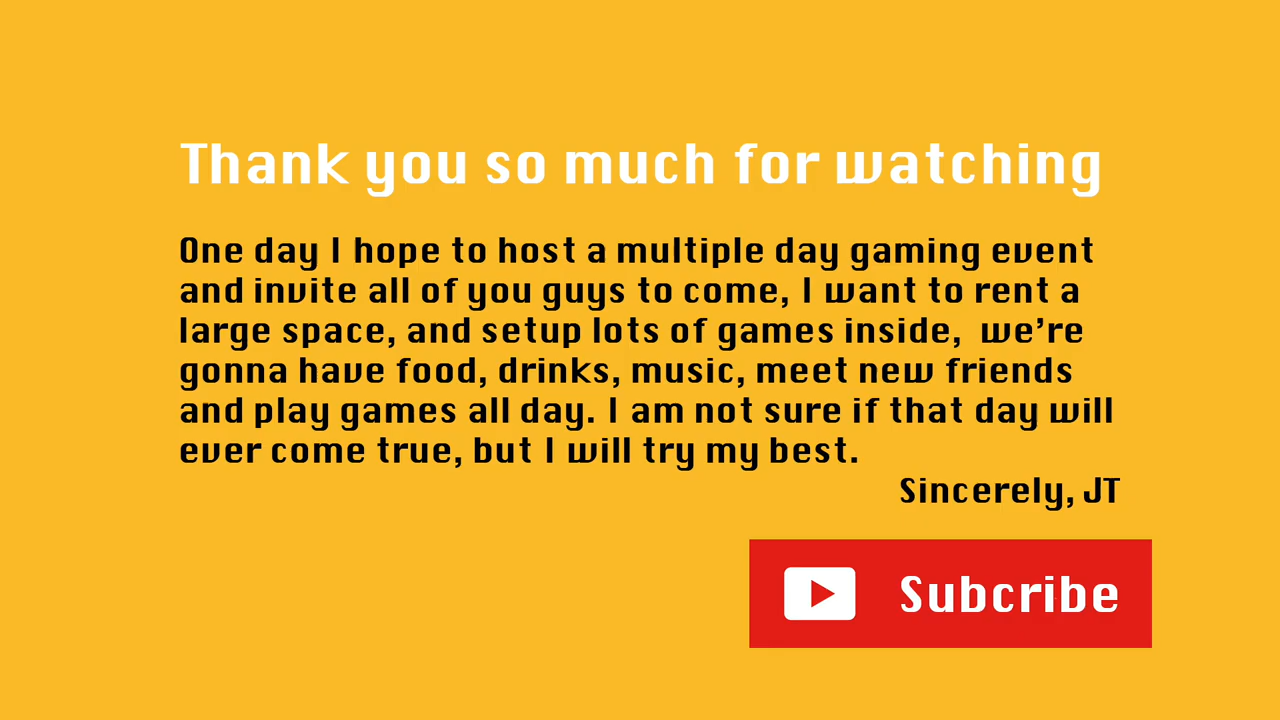 Thank you so much for watching
One day I hope to host a multiple day gaming event
and invite all of you guys to come, I want to rent a
large space, and setup lots of games inside,  we’re
gonna have food, drinks, music, meet new friends
and play games all day. I am not sure if that day will
ever come true, but I will try my best.
Sincerely, JT
Subcribe